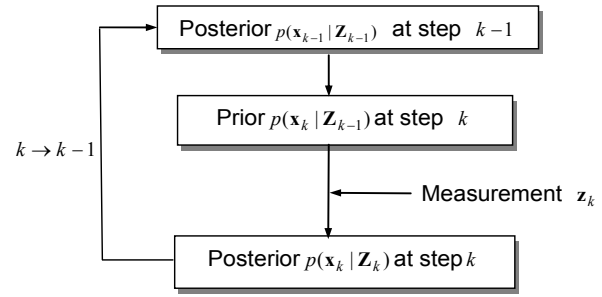 Posterior p(x_{k-1} | Z_{k-1}) at step k−1
Prior p(x_k | Z_{k-1}) at step k
k → k−1
Measurement z_k
Posterior p(x_k | Z_k) at step k